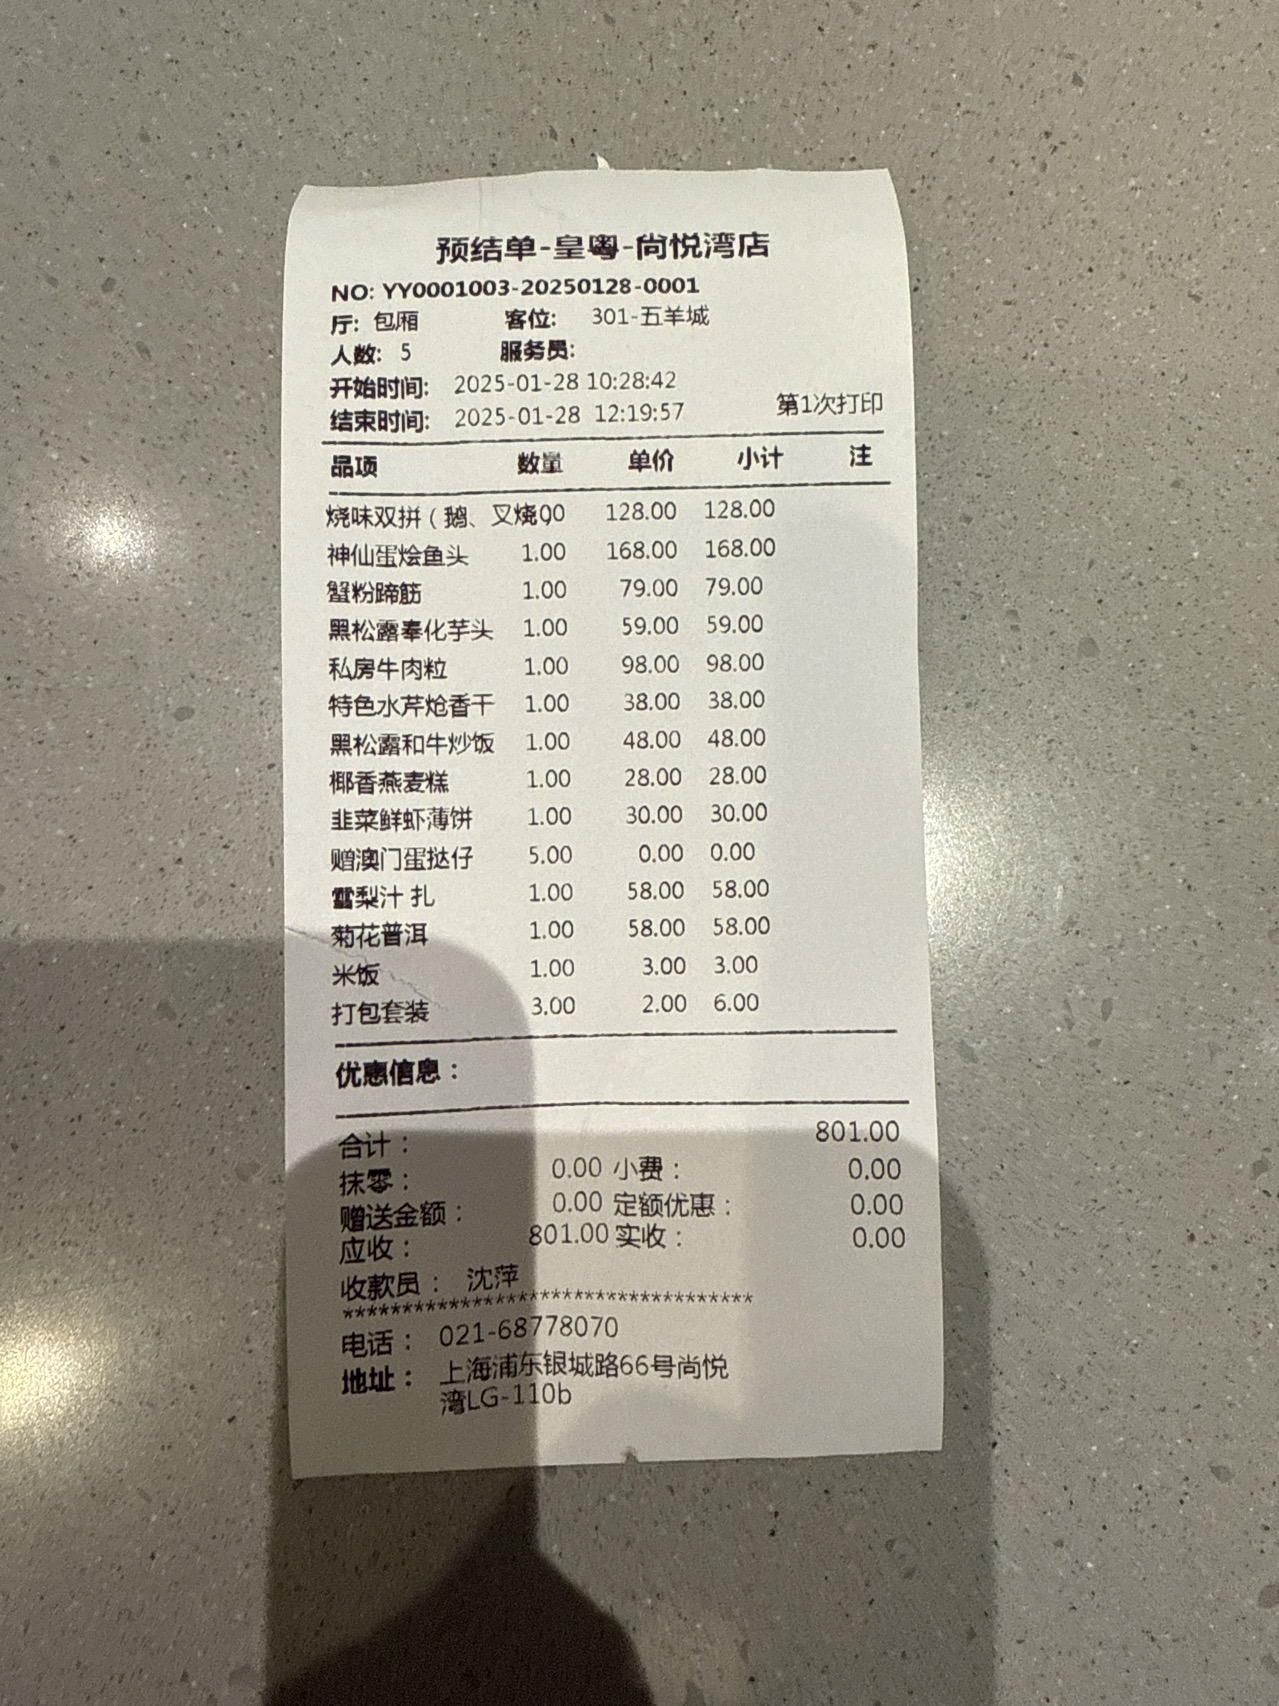 预结单-皇粤-尚悦湾店
NO: YY0001003-20250128-0001
厅: 包厢 客位: 301-五羊城
人数: 5 服务员:
开始时间: 2025-01-28 10:28:42
结束时间: 2025-01-28 12:19:57 第1次打印
品项 数量 单价 小计 注
烧味双拼(鹅、叉烧)00 128.00 128.00
神仙蛋烩鱼头 1.00 168.00 168.00
蟹粉蹄筋 1.00 79.00 79.00
黑松露奉化芋头 1.00 59.00 59.00
私房牛肉粒 1.00 98.00 98.00
特色水芹炝香干 1.00 38.00 38.00
黑松露和牛炒饭 1.00 48.00 48.00
椰香燕麦糕 1.00 28.00 28.00
韭菜鲜虾薄饼 1.00 30.00 30.00
赠澳门蛋挞仔 5.00 0.00 0.00
雪梨汁 扎 1.00 58.00 58.00
菊花普洱 1.00 58.00 58.00
米饭 1.00 3.00 3.00
打包套装 3.00 2.00 6.00
优惠信息：
合计： 801.00
抹零： 0.00 小费： 0.00
赠送金额： 0.00 定额优惠： 0.00
应收： 801.00 实收： 0.00
收款员： 沈萍
***********************************
电话： 021-68778070
地址： 上海浦东银城路66号尚悦
湾LG-110b